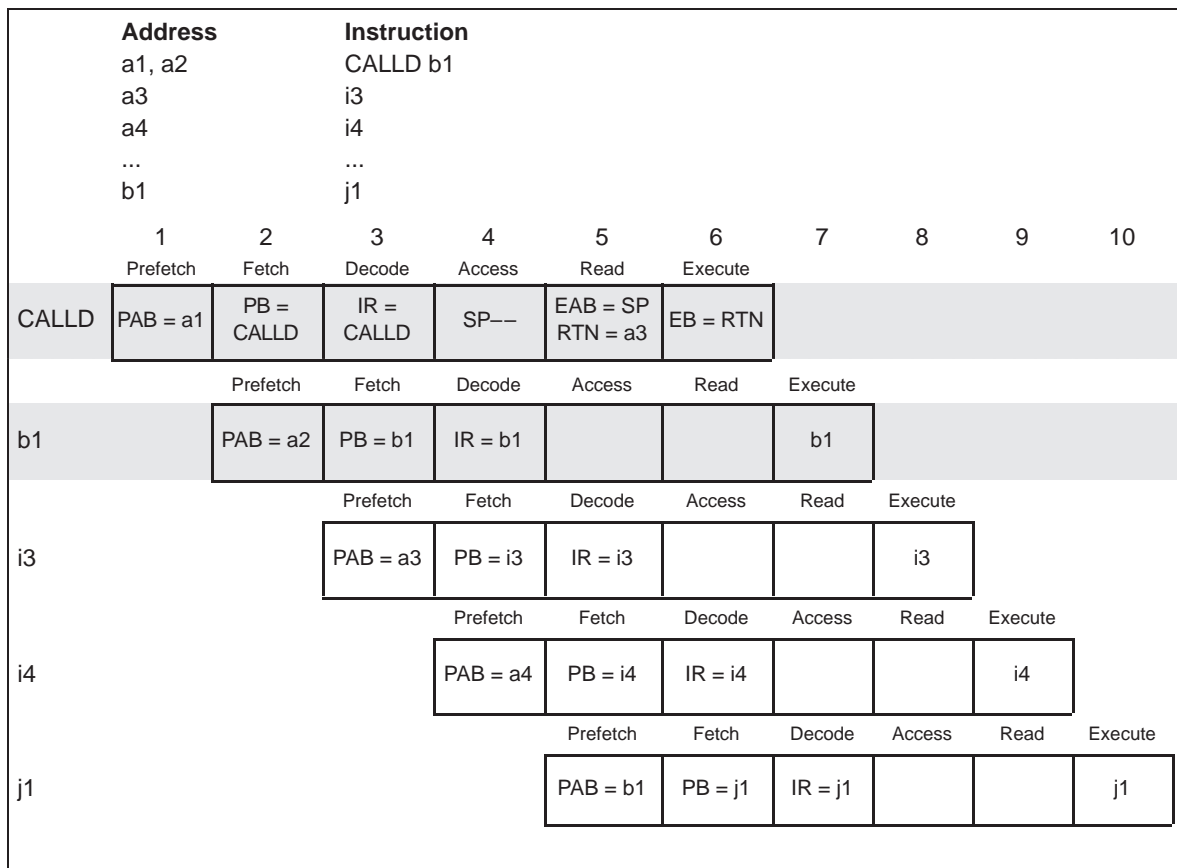 Address Instruction
a1, a2 CALLD b1
a3 i3
a4 i4
... ...
b1 j1
1 2 3 4 5 6 7 8 9 10
Prefetch Fetch Decode Access Read Execute
CALLD PAB = a1 PB = CALLD IR = CALLD SP–– EAB = SP RTN = a3 EB = RTN
Prefetch Fetch Decode Access Read Execute
b1 PAB = a2 PB = b1 IR = b1 b1
Prefetch Fetch Decode Access Read Execute
i3 PAB = a3 PB = i3 IR = i3 i3
Prefetch Fetch Decode Access Read Execute
i4 PAB = a4 PB = i4 IR = i4 i4
Prefetch Fetch Decode Access Read Execute
j1 PAB = b1 PB = j1 IR = j1 j1